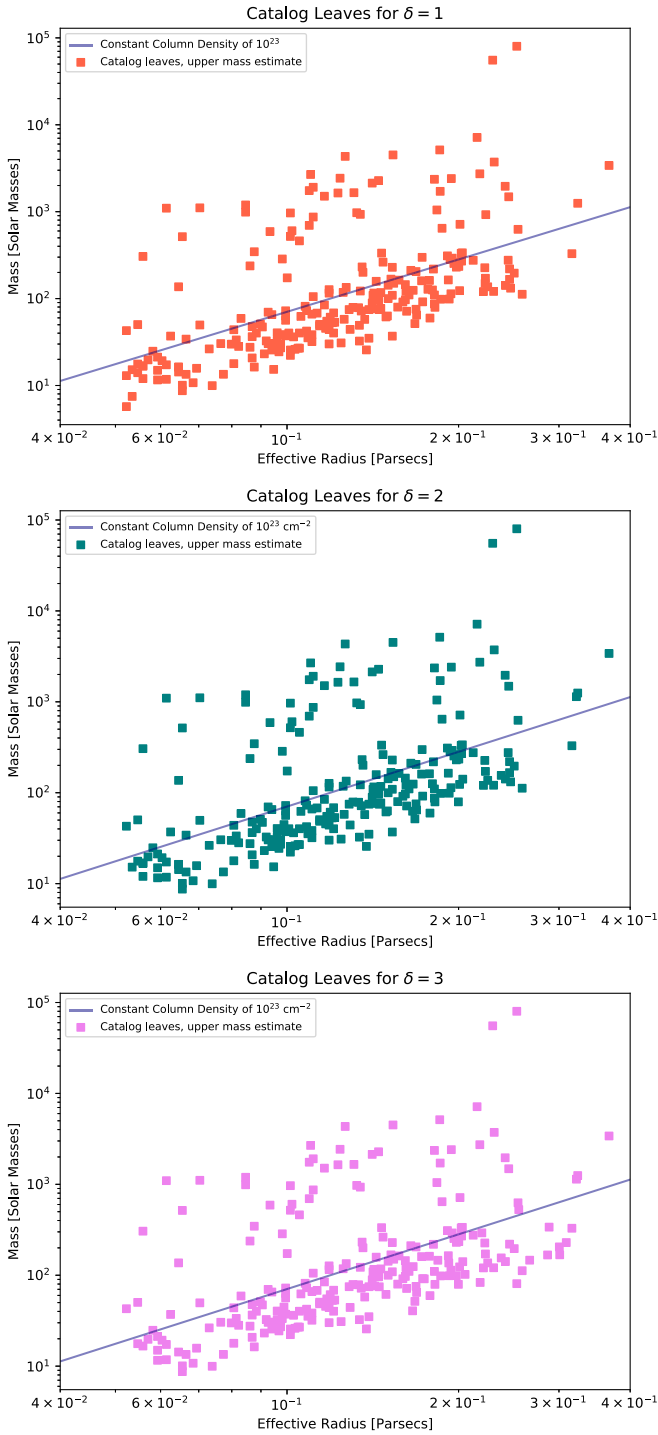 Catalog Leaves for δ = 1
Constant Column Density of 10²³
Catalog leaves, upper mass estimate
Mass [Solar Masses]
10⁵
10⁴
10³
10²
10¹
4 × 10⁻² 6 × 10⁻² 10⁻¹ 2 × 10⁻¹ 3 × 10⁻¹ 4 × 10⁻¹
Effective Radius [Parsecs]
Catalog Leaves for δ = 2
Constant Column Density of 10²³ cm⁻²
Catalog leaves, upper mass estimate
Mass [Solar Masses]
10⁵
10⁴
10³
10²
10¹
4 × 10⁻² 6 × 10⁻² 10⁻¹ 2 × 10⁻¹ 3 × 10⁻¹ 4 × 10⁻¹
Effective Radius [Parsecs]
Catalog Leaves for δ = 3
Constant Column Density of 10²³ cm⁻²
Catalog leaves, upper mass estimate
Mass [Solar Masses]
10⁵
10⁴
10³
10²
10¹
4 × 10⁻² 6 × 10⁻² 10⁻¹ 2 × 10⁻¹ 3 × 10⁻¹ 4 × 10⁻¹
Effective Radius [Parsecs]